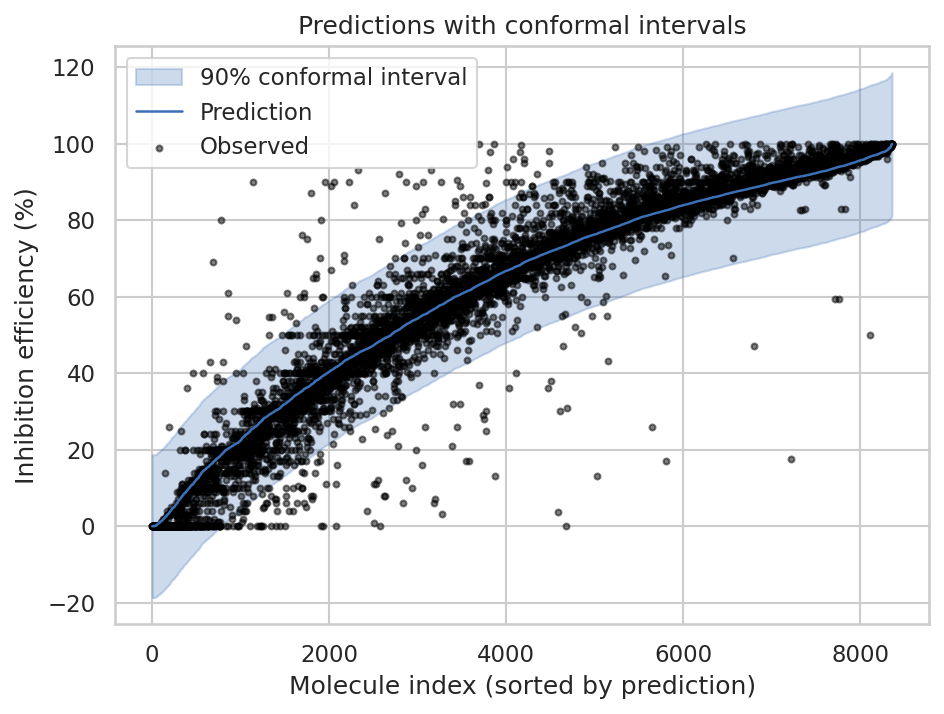 Predictions with conformal intervals
120
100
80
60
40
20
0
−20
Inhibition efficiency (%)
90% conformal interval
Prediction
Observed
0 2000 4000 6000 8000
Molecule index (sorted by prediction)